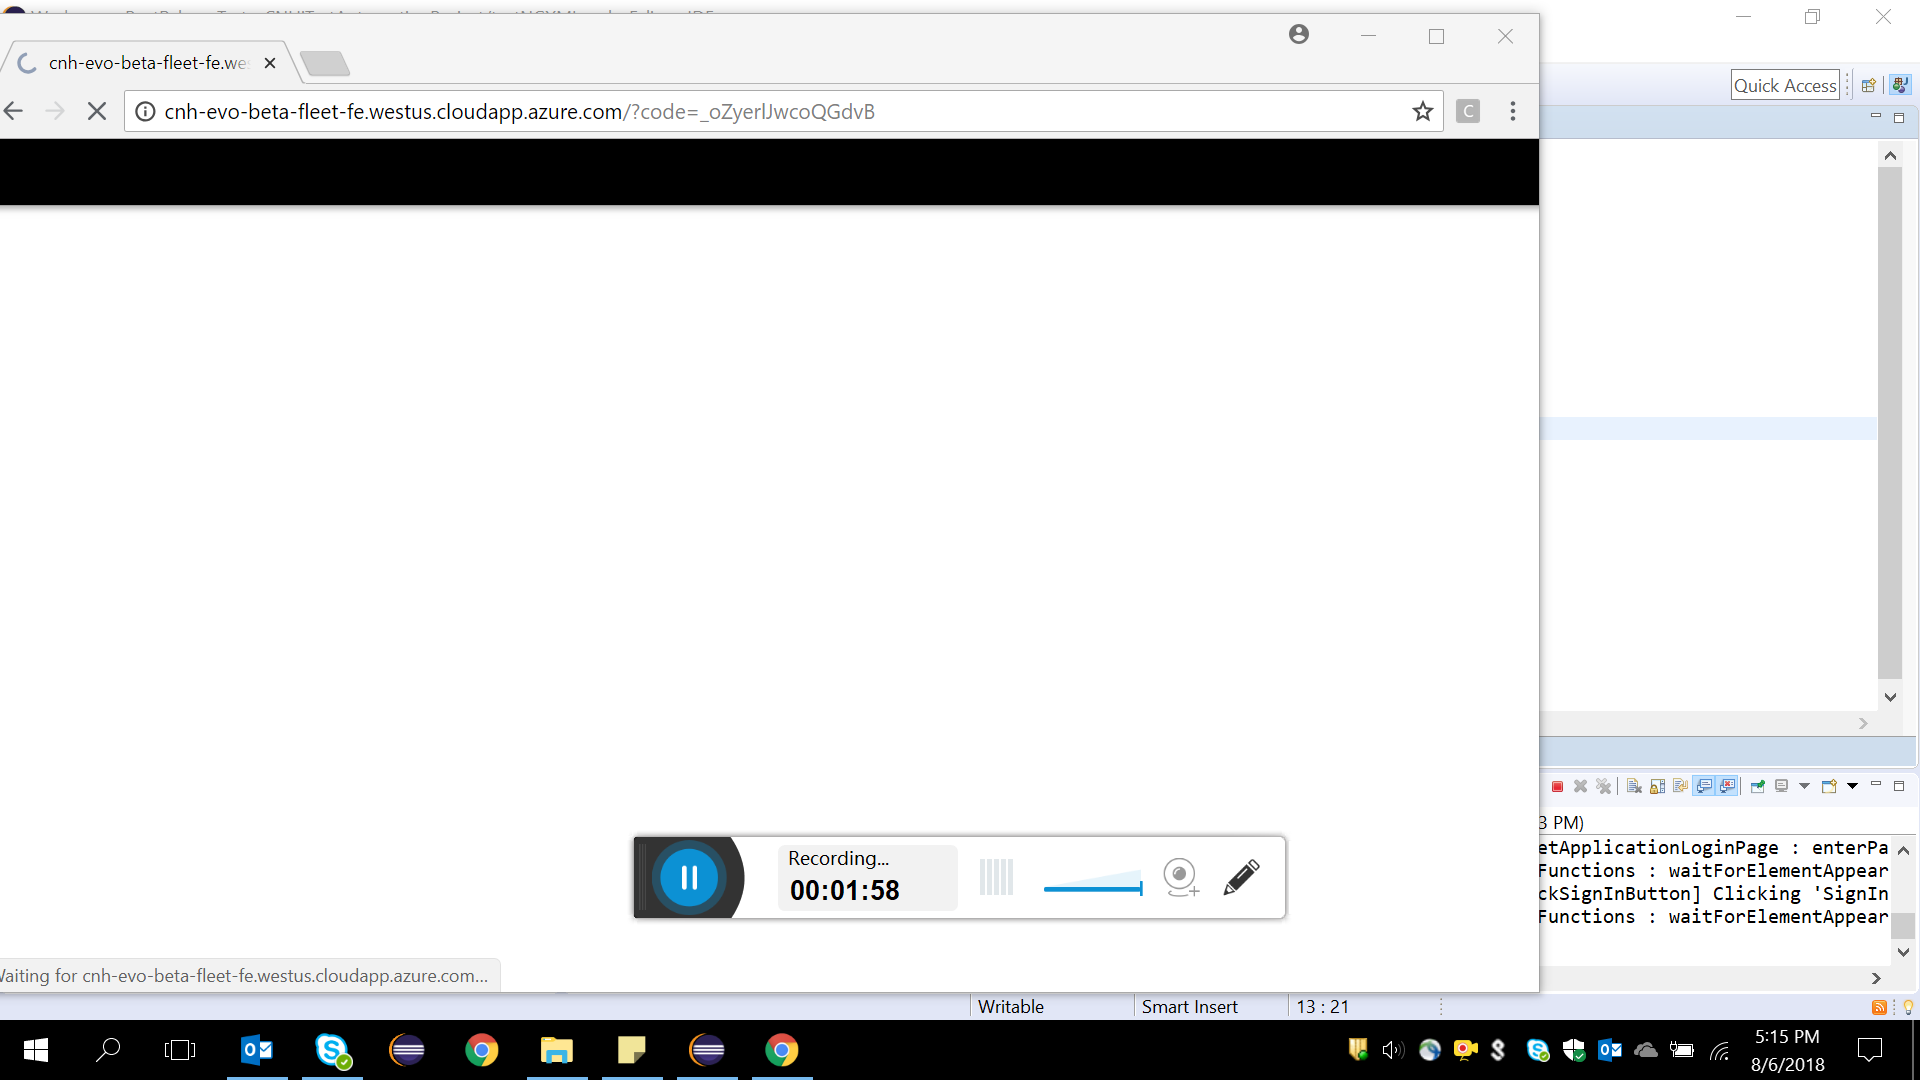 cnh-evo-beta-fleet-fe.we
cnh-evo-beta-fleet-fe.westus.cloudapp.azure.com/?code=_oZyerlJwcoQGdvB
C
Quick Access
Recording...
00:01:58
3 PM)
etApplicationLoginPage : enterPa
Functions : waitForElementAppear
ckSignInButton] Clicking 'SignIn
Functions : waitForElementAppear
Waiting for cnh-evo-beta-fleet-fe.westus.cloudapp.azure.com...
Writable
Smart Insert
13 : 21
5:15 PM
8/6/2018